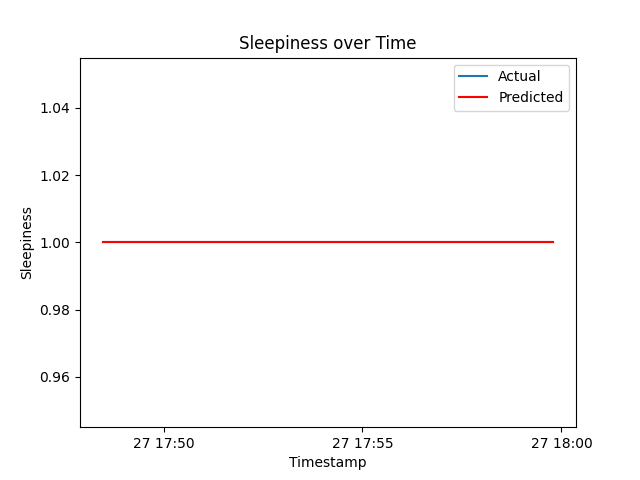 Sleepiness over Time
Actual
Predicted
1.04
1.02
1.00
0.98
0.96
Sleepiness
27 17:50
27 17:55
27 18:00
Timestamp